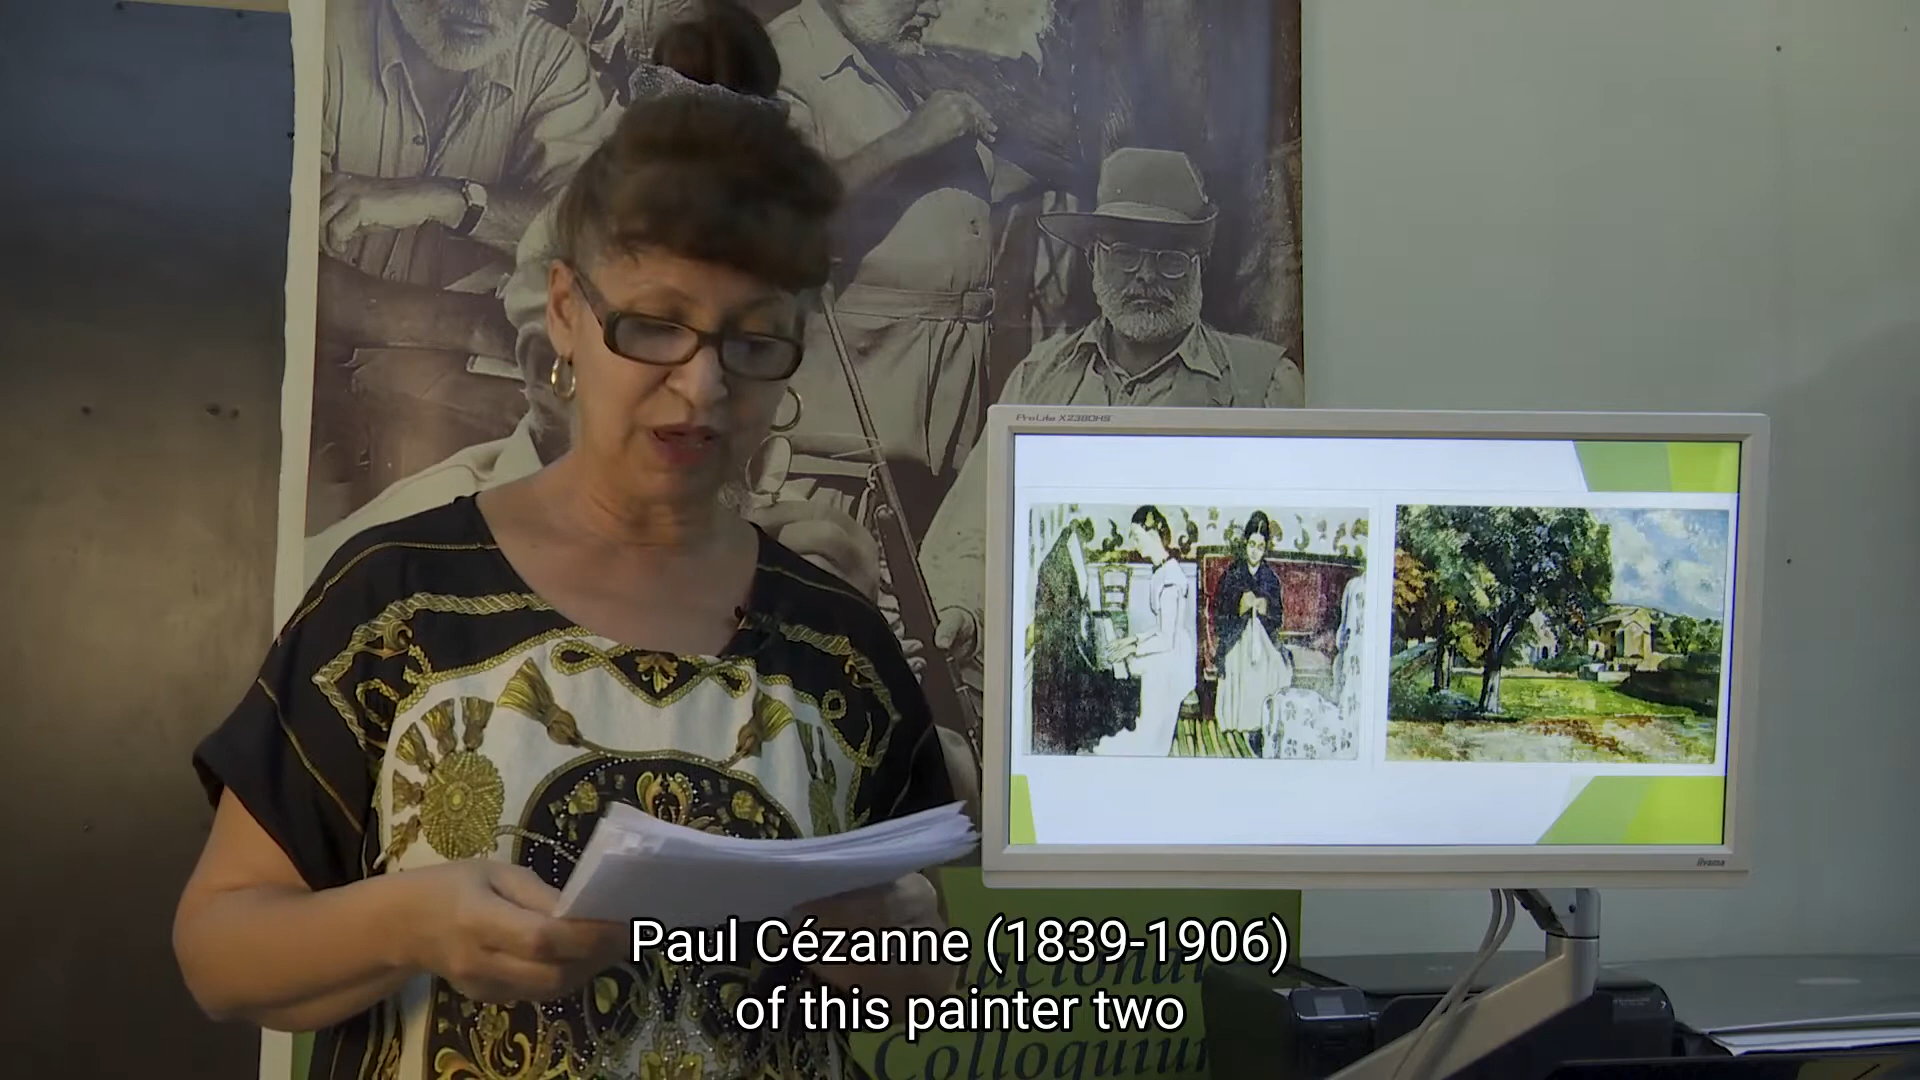 ProLite X2380HS
iiyama
Paul Cézanne (1839-1906)
of this painter two
Colloquium